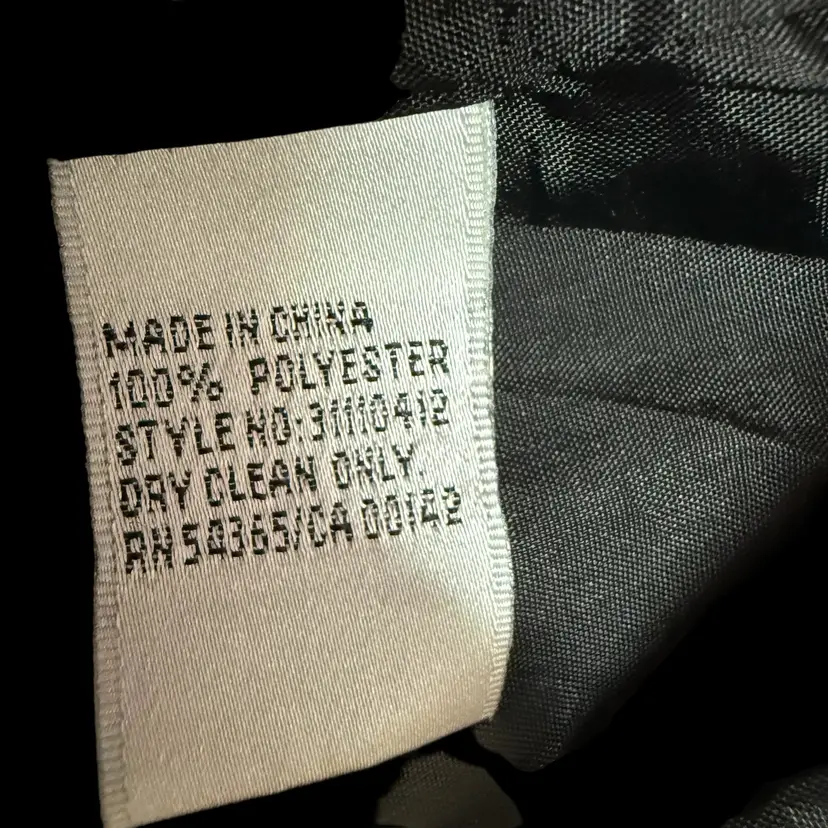 MADE IN CHINA
100% POLYESTER
STYLE NO:31110412
DRY CLEAN ONLY.
RN 54365/CA 00142